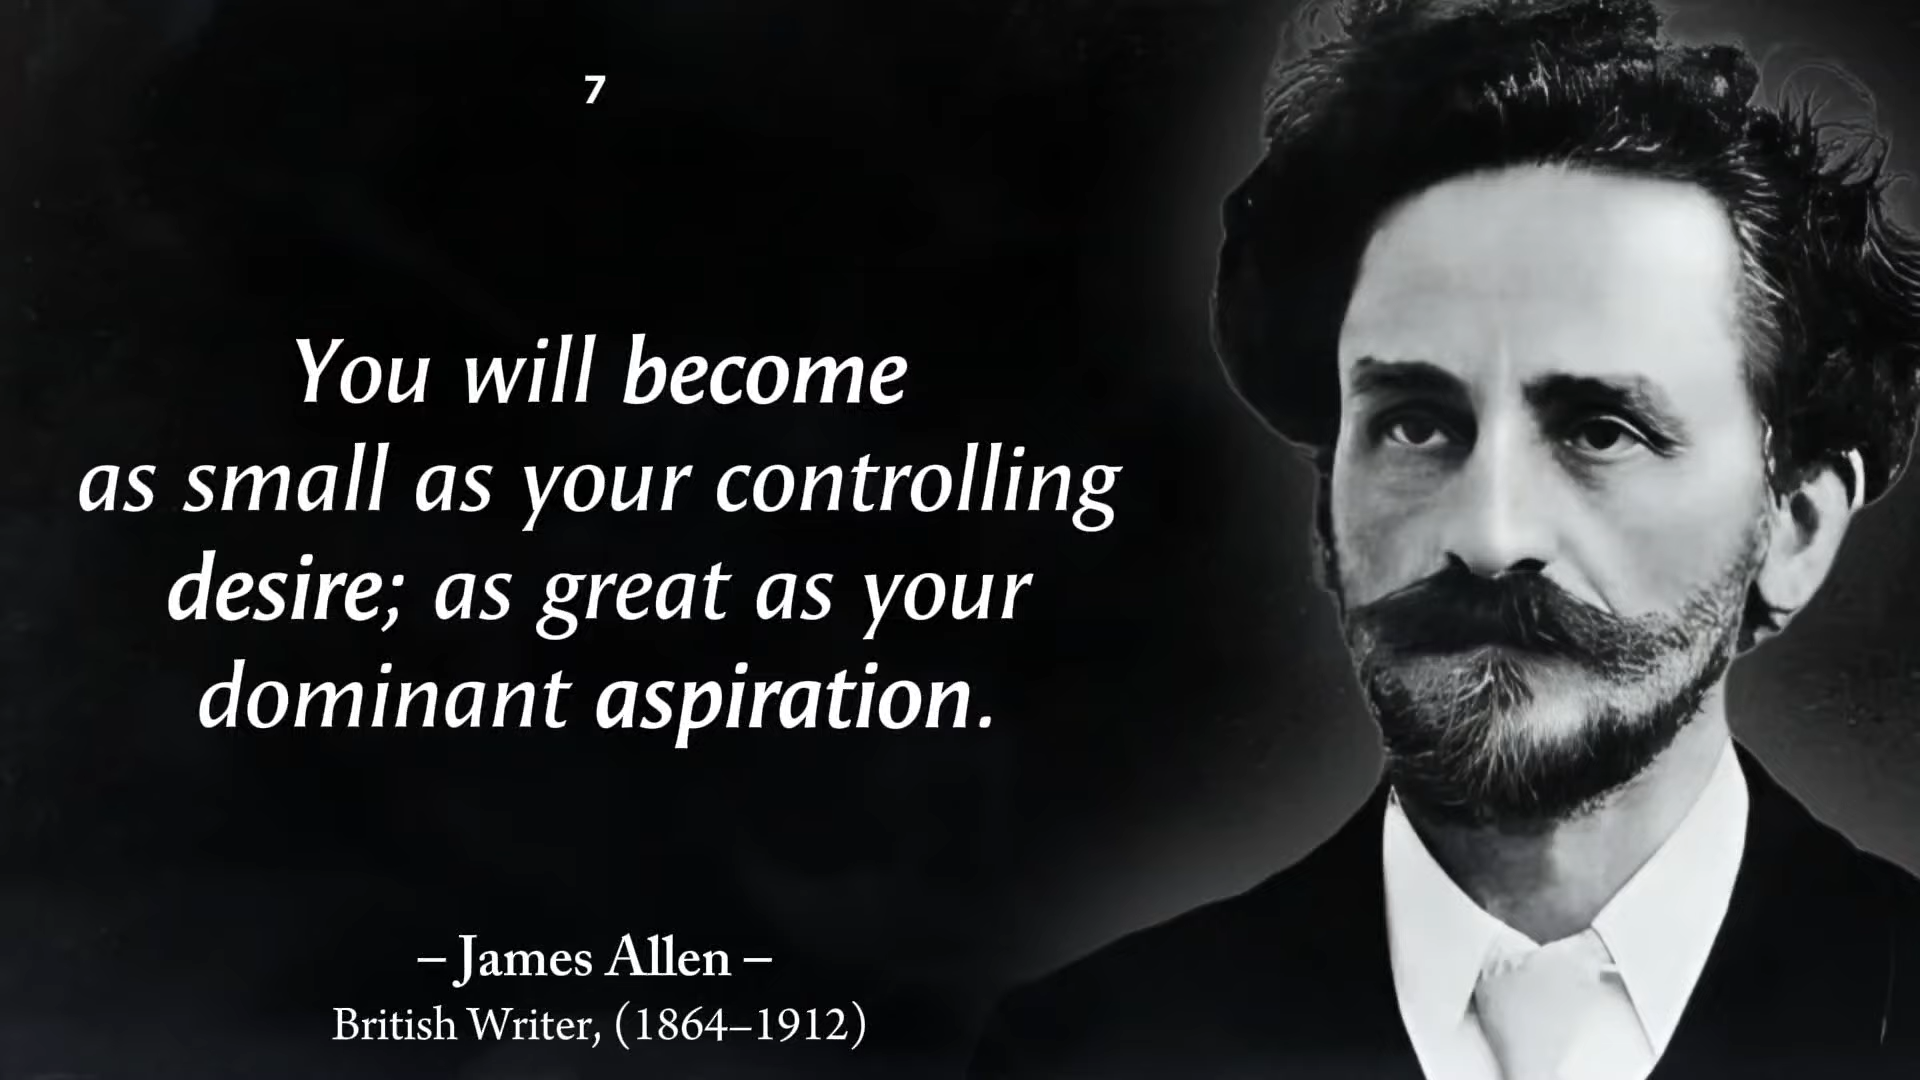 7
You will become
as small as your controlling
desire; as great as your
dominant aspiration.
– James Allen –
British Writer, (1864–1912)